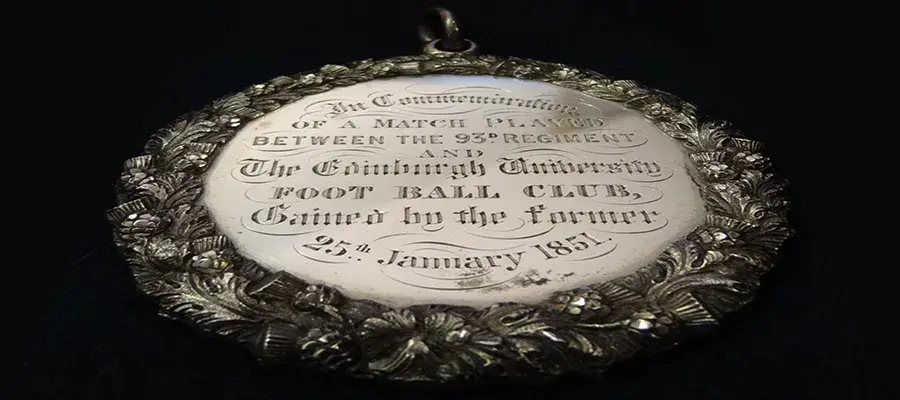 In Commemoration
OF A MATCH PLAYED
BETWEEN THE 93D REGIMENT
AND
The Edinburgh University
FOOT BALL CLUB,
Gained by the former
25th January 1851.